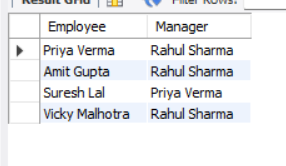 Result Grid Filter Rows:
Employee Manager
Priya Verma Rahul Sharma
Amit Gupta Rahul Sharma
Suresh Lal Priya Verma
Vicky Malhotra Rahul Sharma